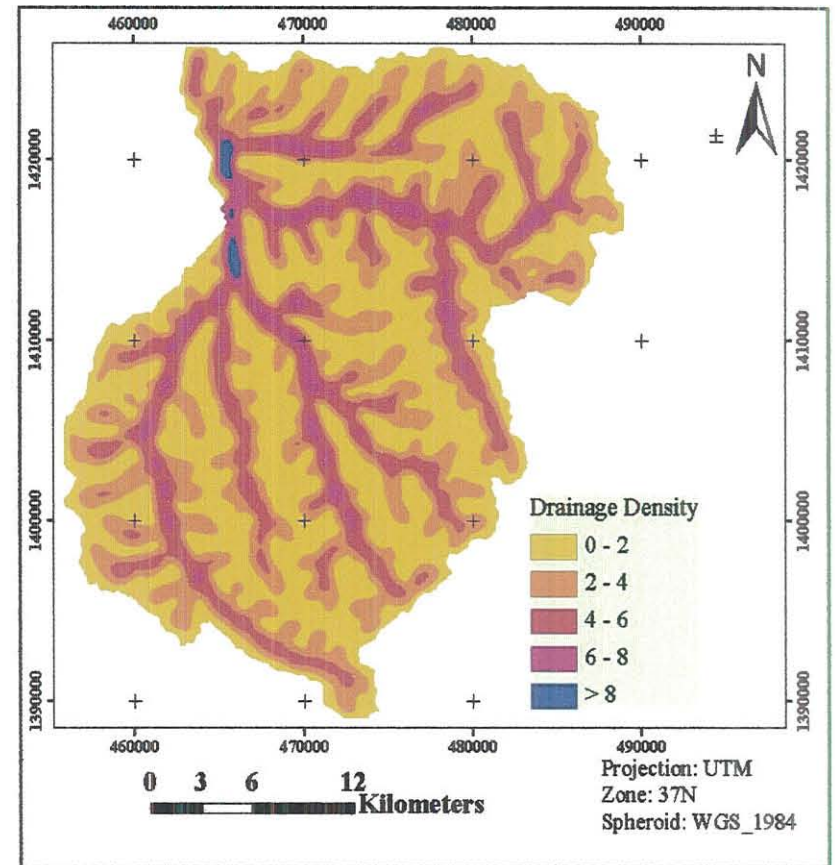 460000 470000 480000 490000
N
1420000 1420000
1410000 1410000
1400000 1400000
1390000 1390000
Drainage Density
0 - 2
2 - 4
4 - 6
6 - 8
> 8
460000 470000 480000 490000
0 3 6 12
Kilometers
Projection: UTM
Zone: 37N
Spheroid: WGS_1984